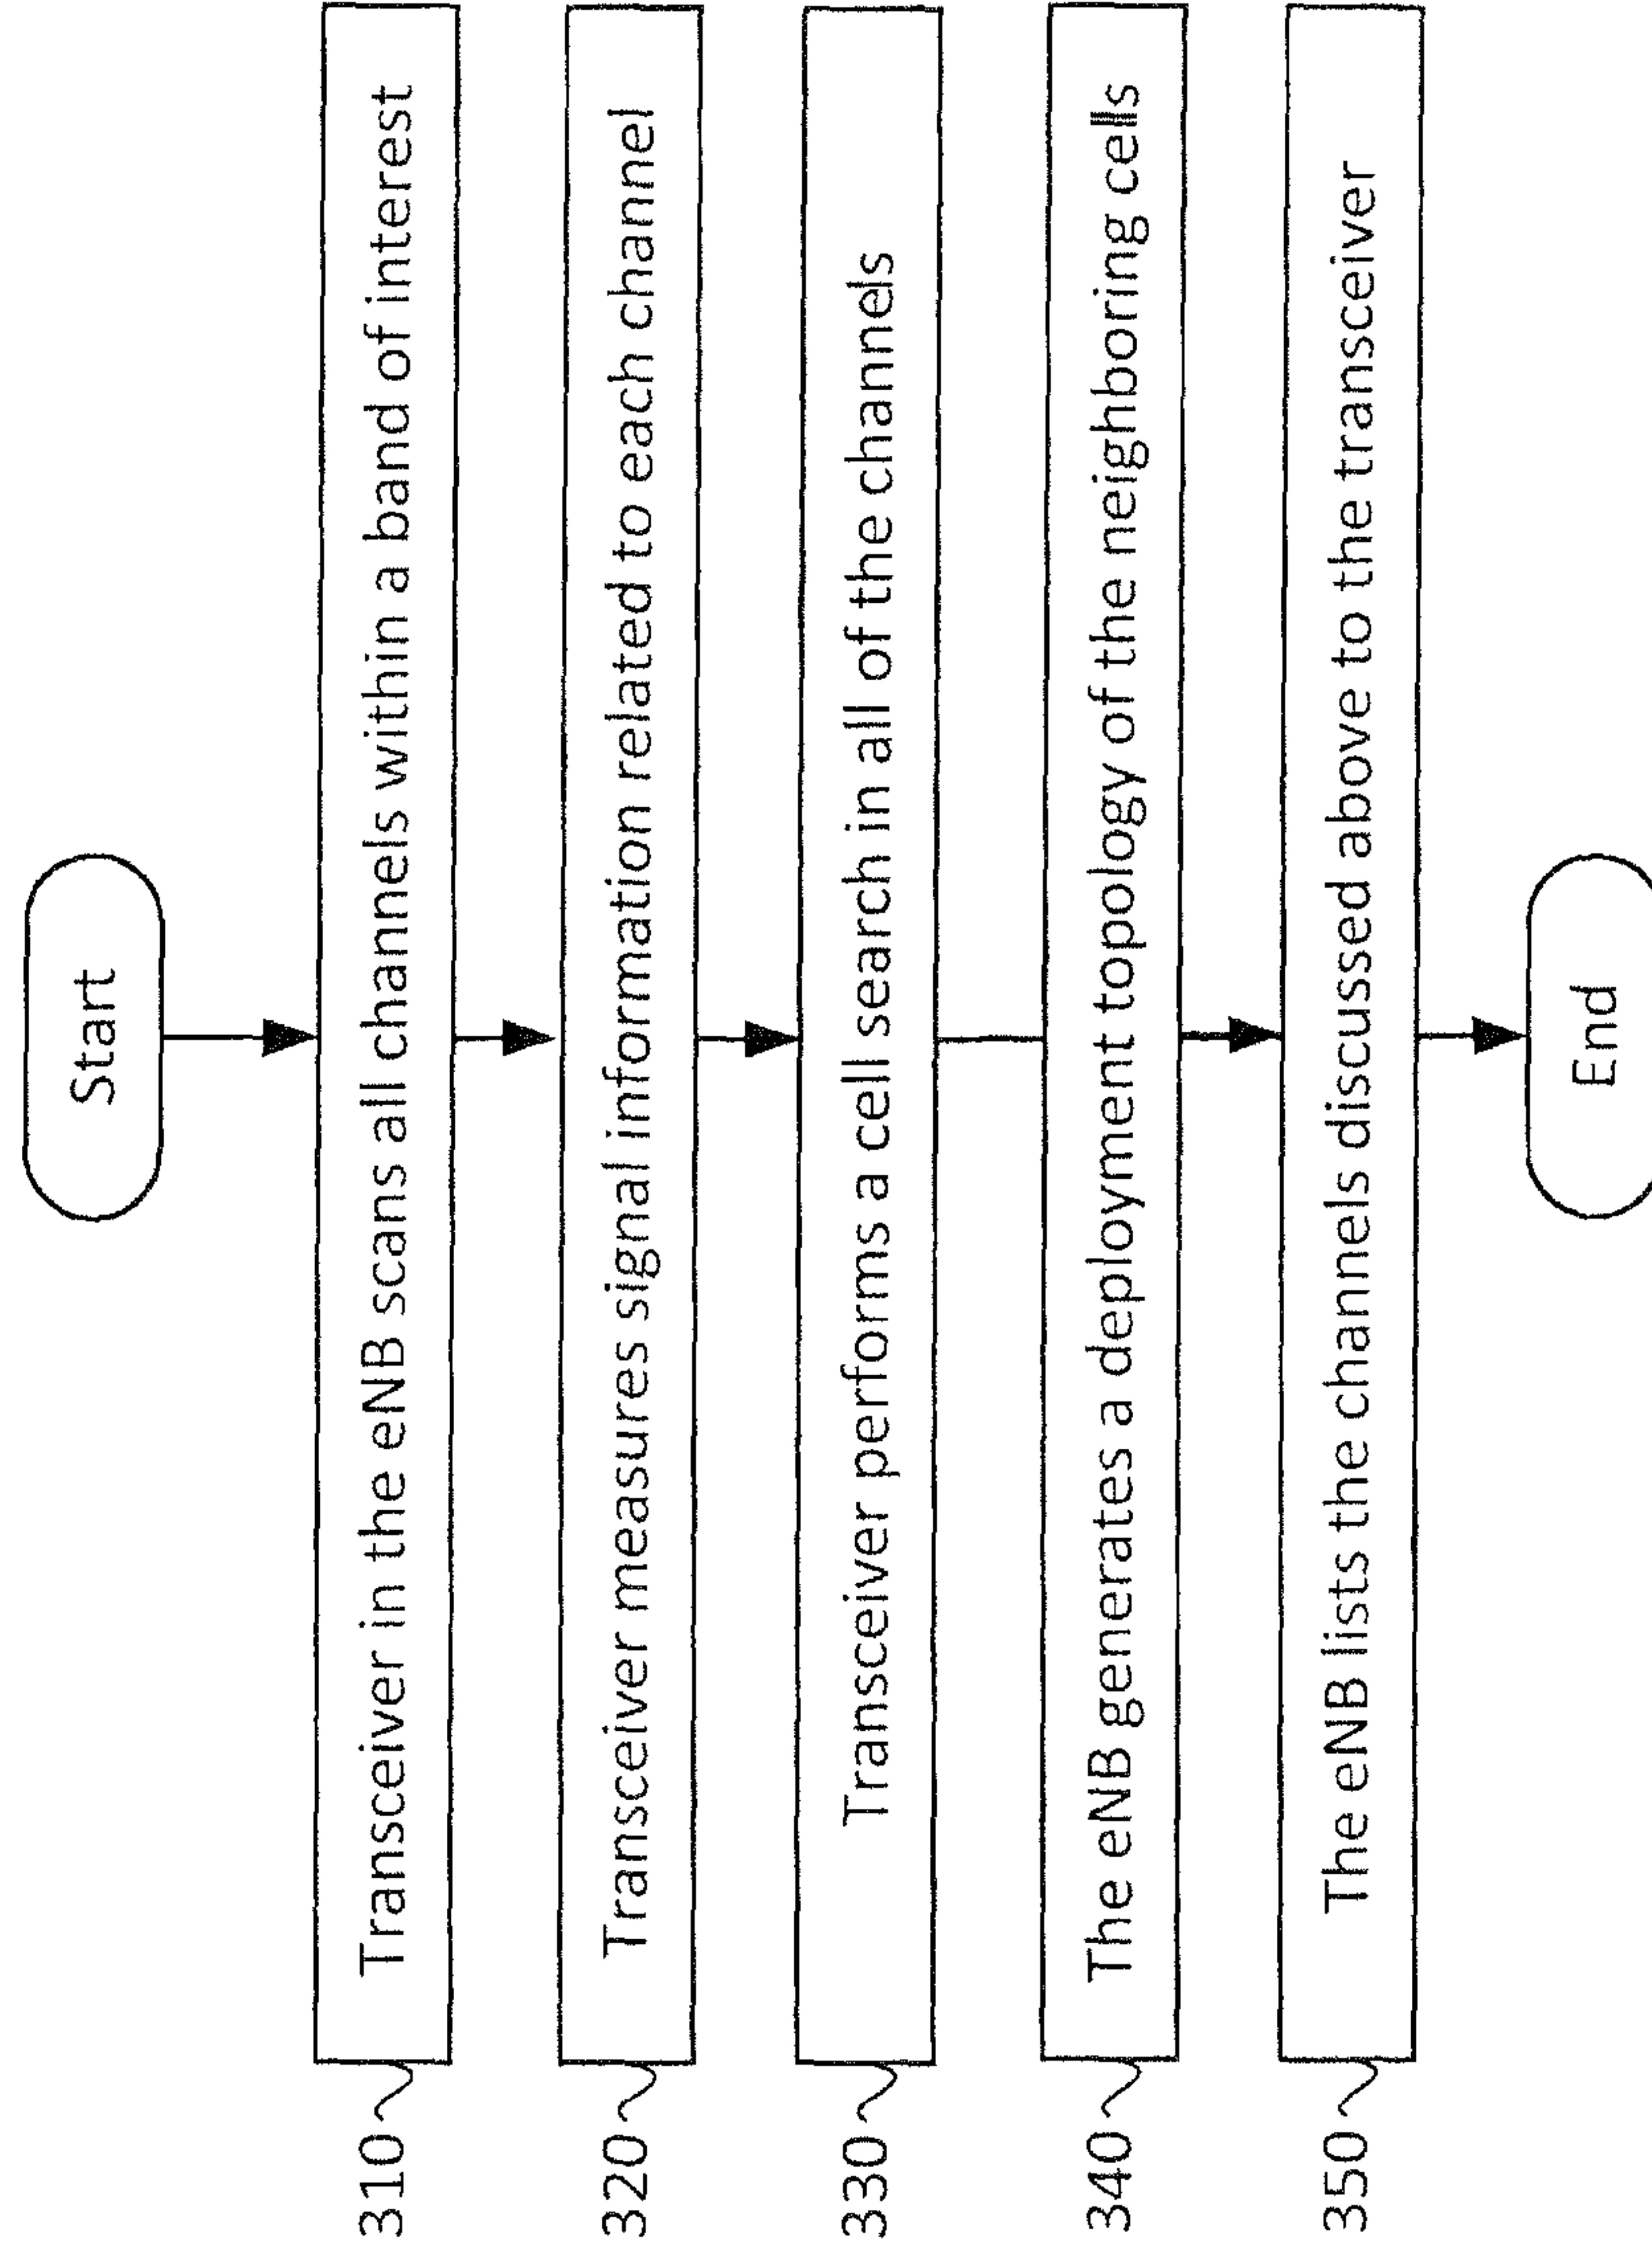 Start
310 Transceiver in the eNB scans all channels within a band of interest
320 Transceiver measures signal information related to each channel
330 Transceiver performs a cell search in all of the channels
340 The eNB generates a deployment topology of the neighboring cells
350 The eNB lists the channels discussed above to the transceiver
End